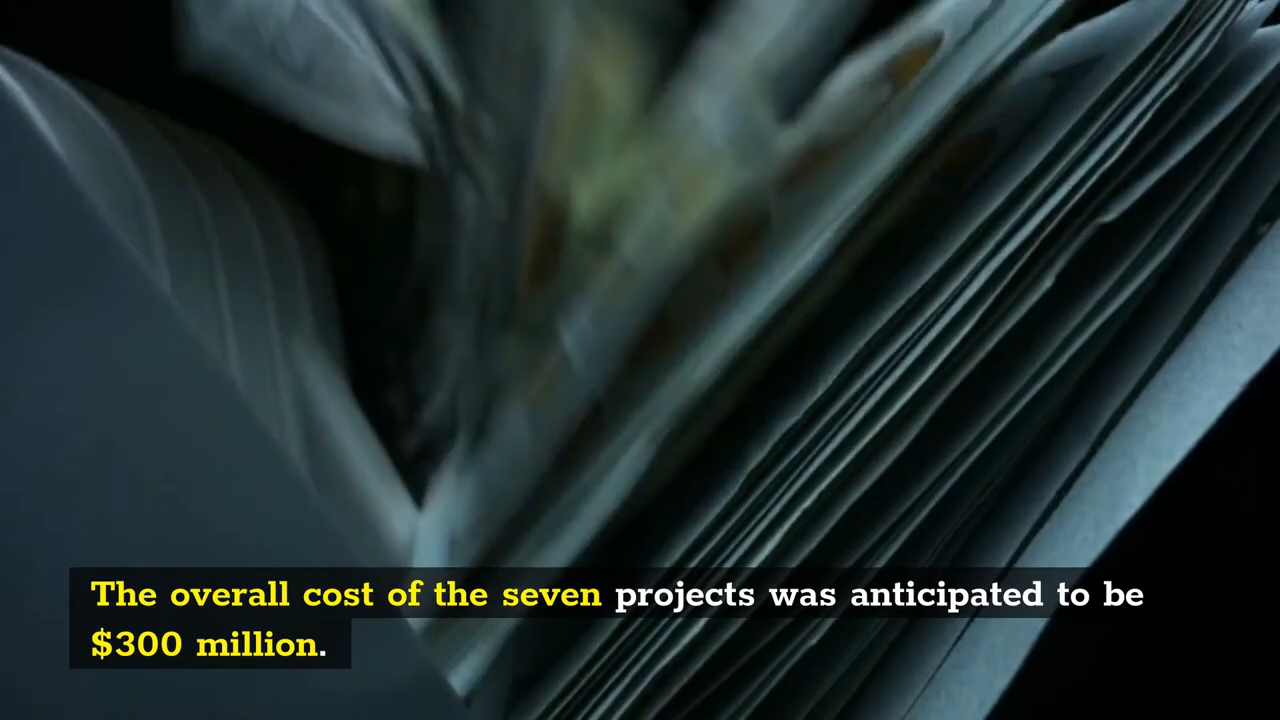 The overall cost of the seven projects was anticipated to be
$300 million.